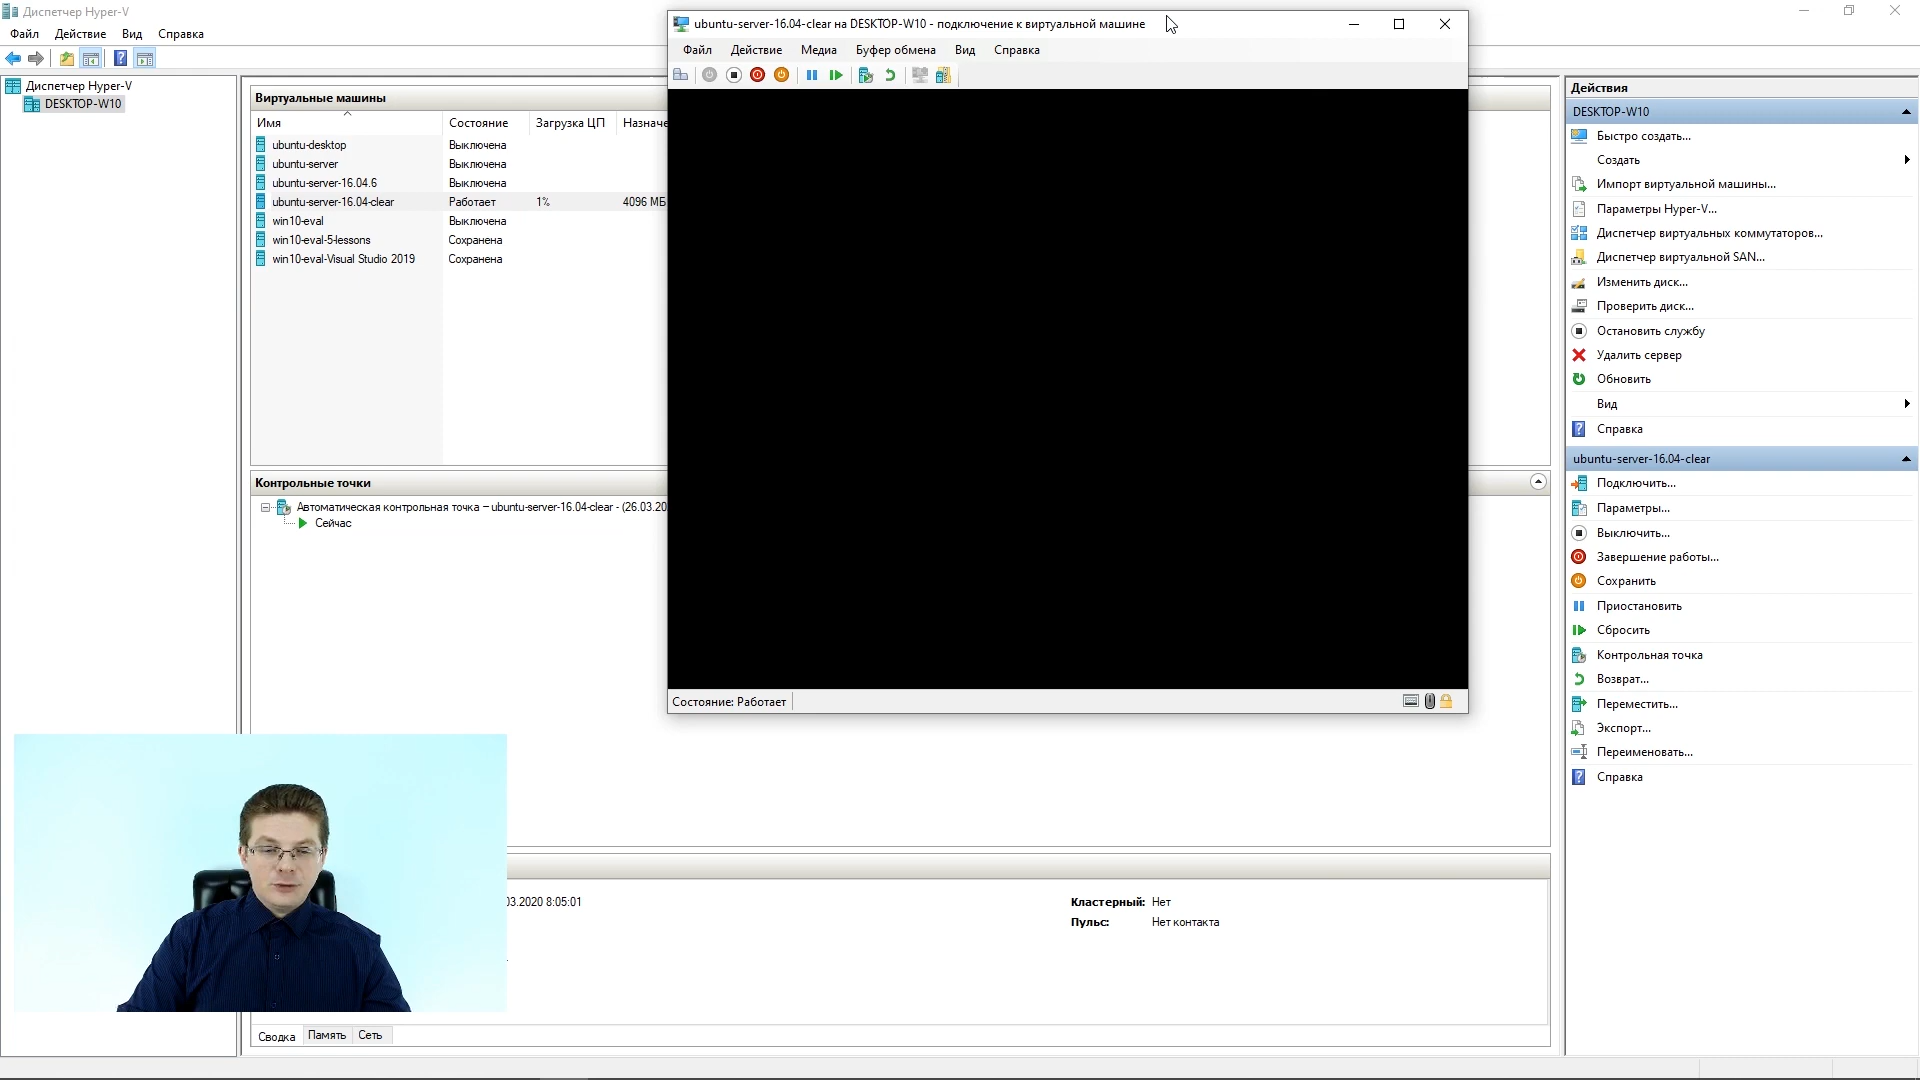 Диспетчер Hyper-V
Файл Действие Вид Справка
Диспетчер Hyper-V
DESKTOP-W10
Виртуальные машины
Имя Состояние Загрузка ЦП Назначе
ubuntu-desktop Выключена
ubuntu-server Выключена
ubuntu-server-16.04.6 Выключена
ubuntu-server-16.04-clear Работает 1% 4096 МБ
win10-eval Выключена
win10-eval-5-lessons Сохранена
win10-eval-Visual Studio 2019 Сохранена
Контрольные точки
Автоматическая контрольная точка – ubuntu-server-16.04-clear - (26.03.20
Сейчас
ubuntu-server-16.04-clear на DESKTOP-W10 - подключение к виртуальной машине
Файл Действие Медиа Буфер обмена Вид Справка
Состояние: Работает
03.2020 8:05:01
Кластерный: Нет
Пульс: Нет контакта
Сводка Память Сеть
Действия
DESKTOP-W10
Быстро создать...
Создать
Импорт виртуальной машины...
Параметры Hyper-V...
Диспетчер виртуальных коммутаторов...
Диспетчер виртуальной SAN...
Изменить диск...
Проверить диск...
Остановить службу
Удалить сервер
Обновить
Вид
Справка
ubuntu-server-16.04-clear
Подключить...
Параметры...
Выключить...
Завершение работы...
Сохранить
Приостановить
Сбросить
Контрольная точка
Возврат...
Переместить...
Экспорт...
Переименовать...
Справка